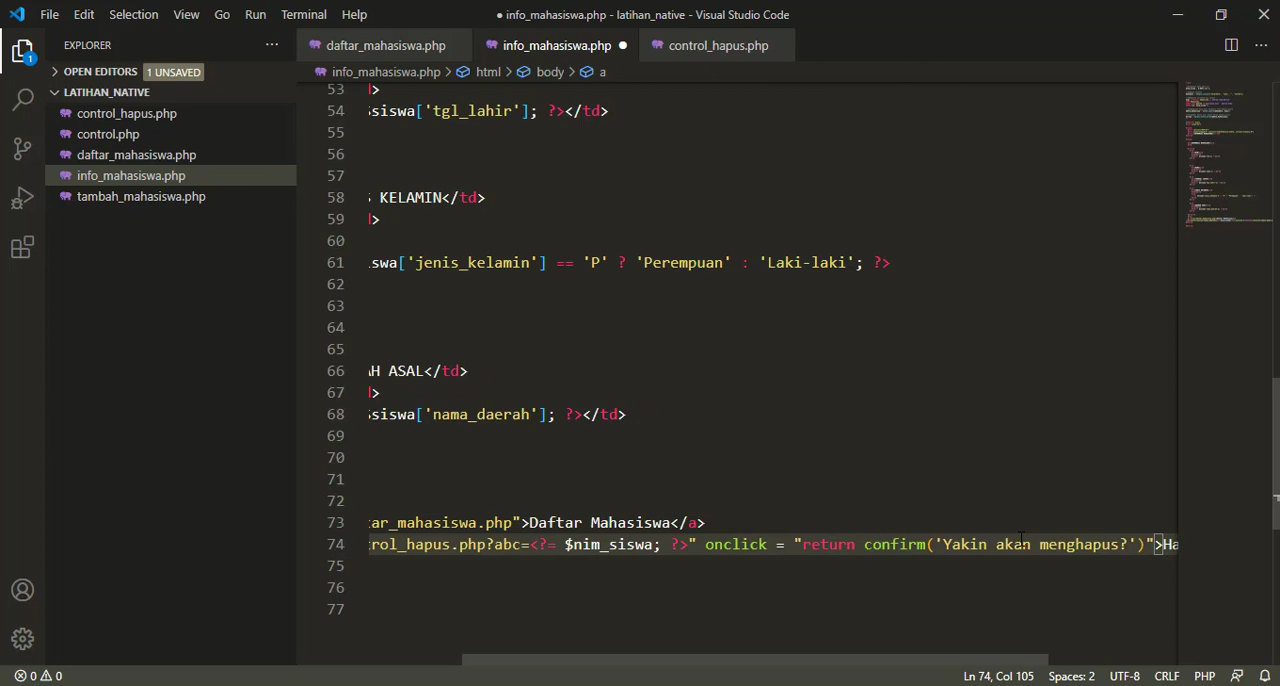 File Edit Selection View Go Run Terminal Help
● info_mahasiswa.php - latihan_native - Visual Studio Code
EXPLORER
daftar_mahasiswa.php info_mahasiswa.php ● control_hapus.php
OPEN EDITORS 1 UNSAVED
info_mahasiswa.php > html > body > a
LATIHAN_NATIVE
control_hapus.php
control.php
daftar_mahasiswa.php
info_mahasiswa.php
tambah_mahasiswa.php
1
53 >
54 siswa['tgl_lahir']; ?></td>
55
56
57
58 KELAMIN</td>
59 >
60
61 swa['jenis_kelamin'] == 'P' ? 'Perempuan' : 'Laki-laki'; ?>
62
63
64
65
66 H ASAL</td>
67 >
68 siswa['nama_daerah']; ?></td>
69
70
71
72
73 tar_mahasiswa.php">Daftar Mahasiswa</a>
74 rol_hapus.php?abc=<?= $nim_siswa; ?>" onclick = "return confirm('Yakin akan menghapus?')">Ha
75
76
77
0 0 Ln 74, Col 105 Spaces: 2 UTF-8 CRLF PHP